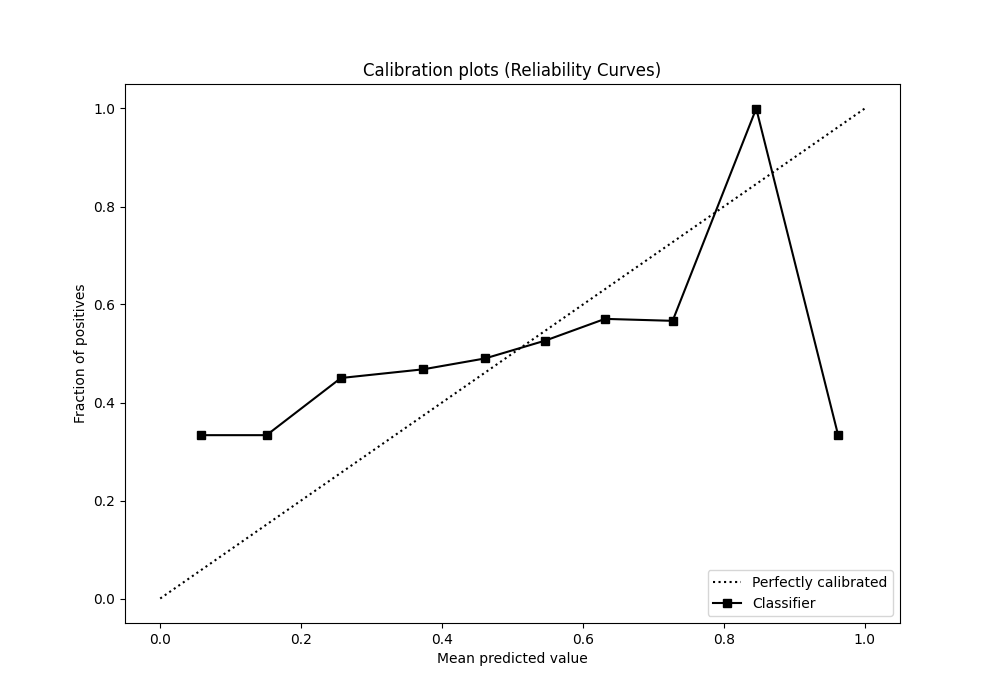 Calibration plots (Reliability Curves)
1.0
0.8
0.6
0.4
0.2
0.0
Fraction of positives
0.0 0.2 0.4 0.6 0.8 1.0
Mean predicted value
Perfectly calibrated
Classifier